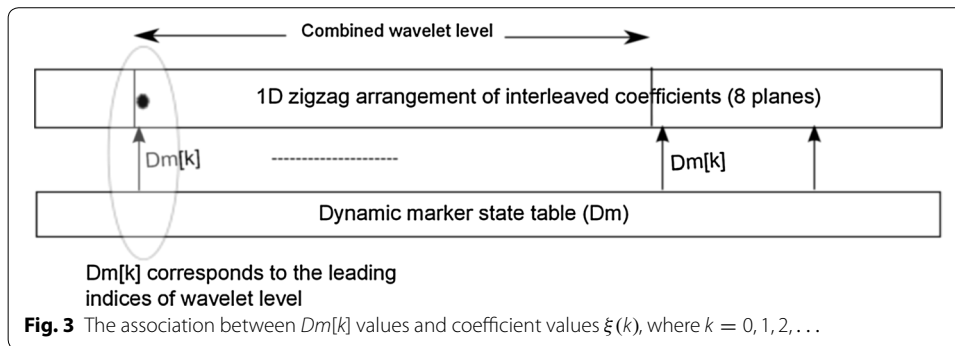 Combined wavelet level
1D zigzag arrangement of interleaved coefficients (8 planes)
Dm[k]
Dm[k]
Dynamic marker state table (Dm)
Dm[k] corresponds to the leading
indices of wavelet level
Fig. 3 The association between Dm[k] values and coefficient values ξ(k), where k = 0, 1, 2, . . .